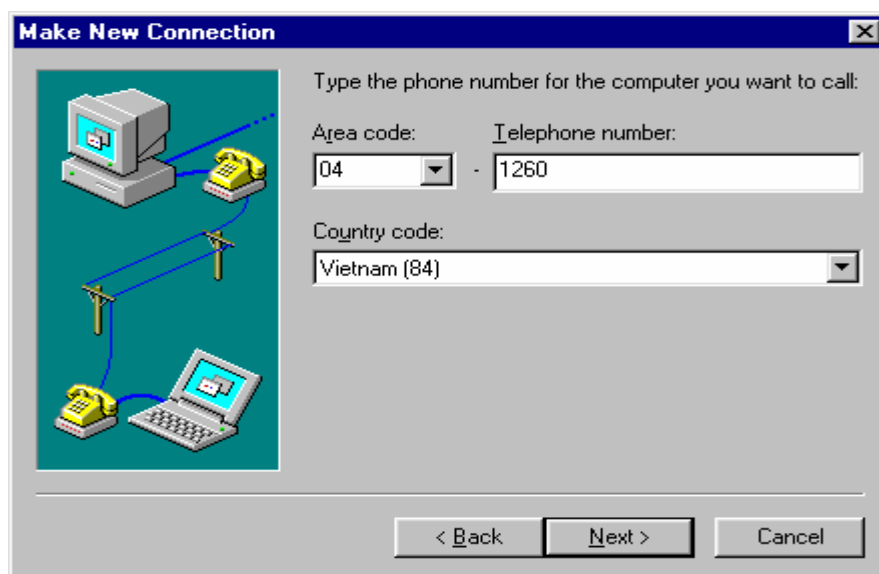 Make New Connection
Type the phone number for the computer you want to call:
Area code: Telephone number:
04 - 1260
Country code:
Vietnam (84)
< Back Next > Cancel